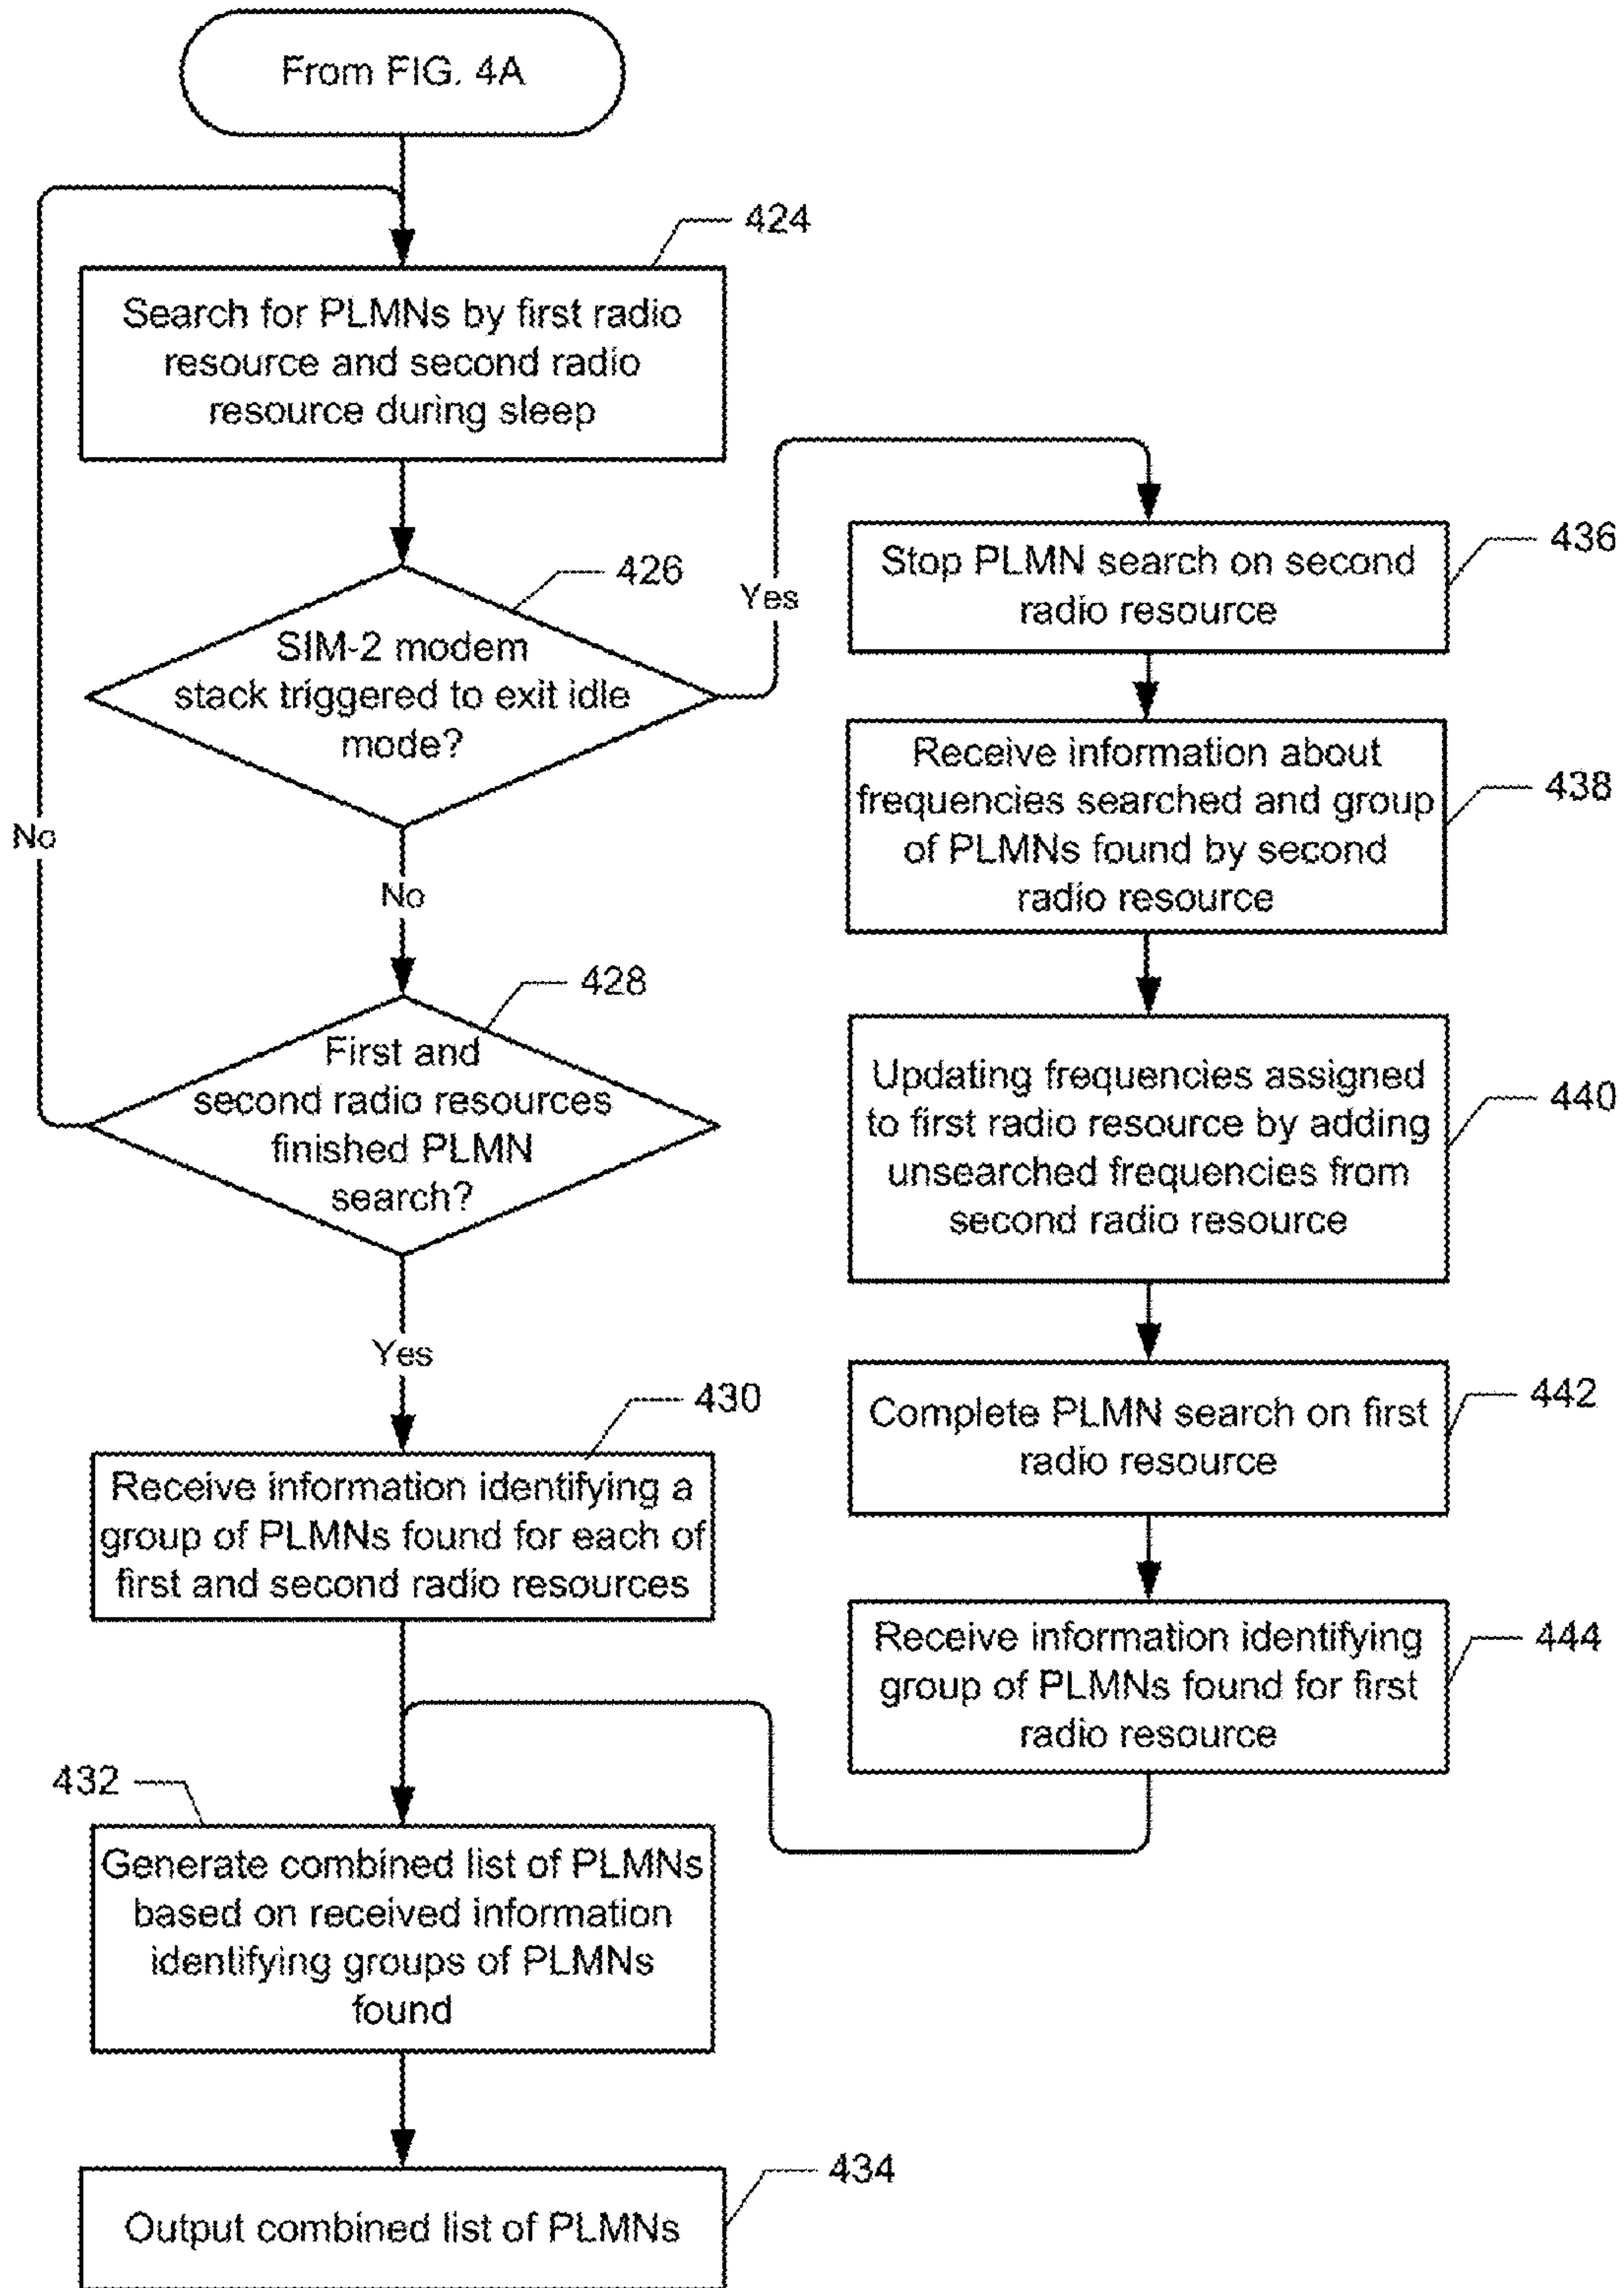 From FIG. 4A
424
Search for PLMNs by first radio
resource and second radio
resource during sleep
426
SIM-2 modem
stack triggered to exit idle
mode?
Yes
No
No
428
First and
second radio resources
finished PLMN
search?
Yes
430
Receive information identifying a
group of PLMNs found for each of
first and second radio resources
432
Generate combined list of PLMNs
based on received information
identifying groups of PLMNs
found
434
Output combined list of PLMNs
436
Stop PLMN search on second
radio resource
438
Receive information about
frequencies searched and group
of PLMNs found by second
radio resource
440
Updating frequencies assigned
to first radio resource by adding
unsearched frequencies from
second radio resource
442
Complete PLMN search on first
radio resource
444
Receive information identifying
group of PLMNs found for first
radio resource